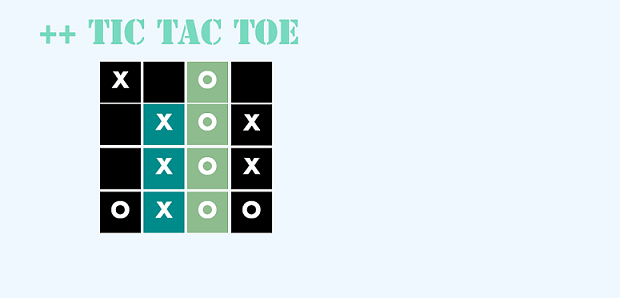 ++ TIC TAC TOE
X O
X O X
X O X
O X O O